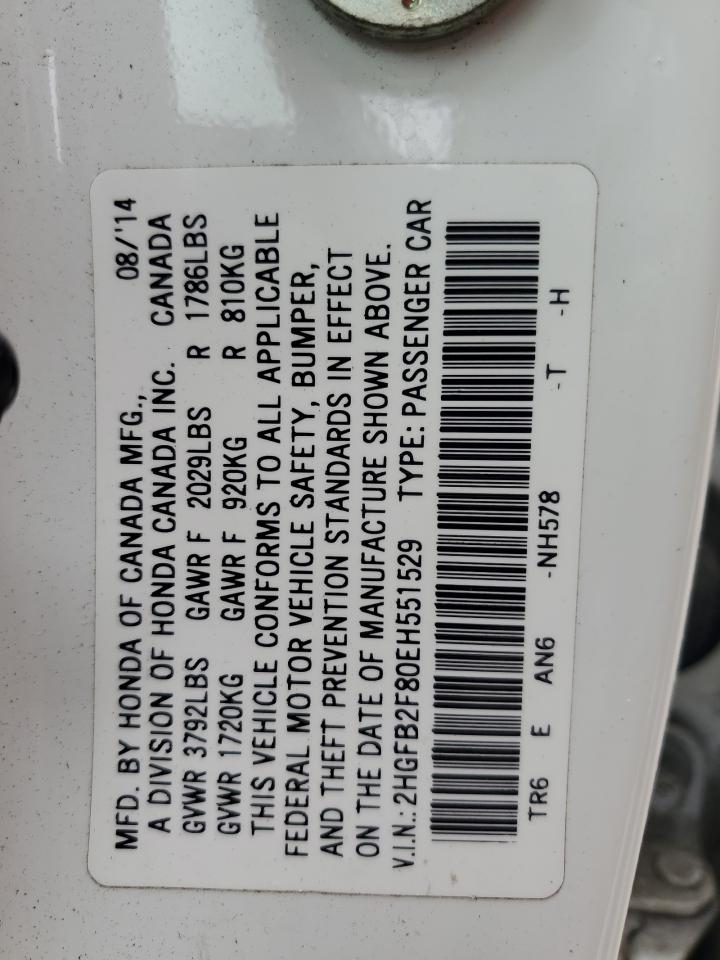 MFD. BY HONDA OF CANADA MFG., 08/'14
A DIVISION OF HONDA CANADA INC. CANADA
GVWR 3792LBS GAWR F 2029LBS R 1786LBS
GVWR 1720KG GAWR F 920KG R 810KG
THIS VEHICLE CONFORMS TO ALL APPLICABLE
FEDERAL MOTOR VEHICLE SAFETY, BUMPER,
AND THEFT PREVENTION STANDARDS IN EFFECT
ON THE DATE OF MANUFACTURE SHOWN ABOVE.
V.I.N.: 2HGFB2F80EH551529 TYPE: PASSENGER CAR
TR6 E AN6 -NH578 -T -H